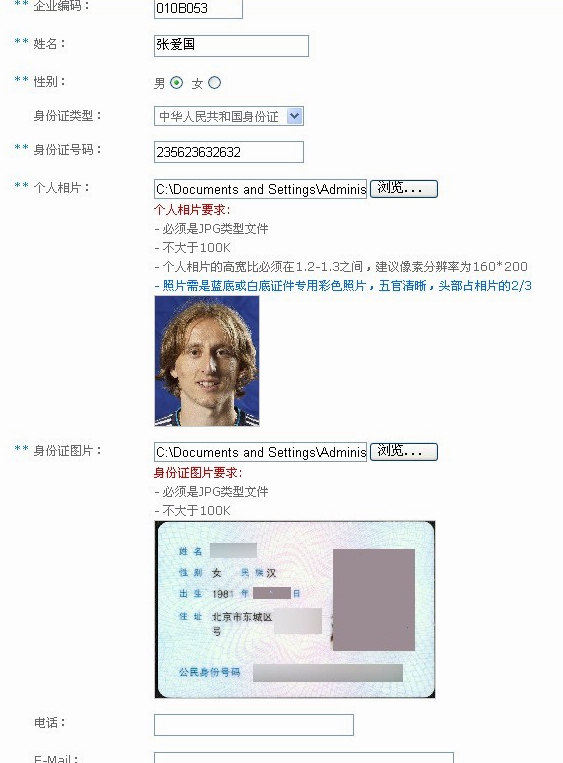 ** 企业编码： 010B053
** 姓名： 张爱国
** 性别： 男 女
身份证类型： 中华人民共和国身份证
** 身份证号码： 235623632632
** 个人相片： C:\Documents and Settings\Adminis 浏览...
个人相片要求:
- 必须是JPG类型文件
- 不大于100K
- 个人相片的高宽比必须在1.2-1.3之间，建议像素分辨率为160*200
- 照片需是蓝底或白底证件专用彩色照片，五官清晰，头部占相片的2/3
** 身份证图片： C:\Documents and Settings\Adminis 浏览...
身份证图片要求:
- 必须是JPG类型文件
- 不大于100K
姓名
性别 女 民族 汉
出生 1981 年 日
住址 北京市东城区
号
公民身份号码
电话：
E-Mail：